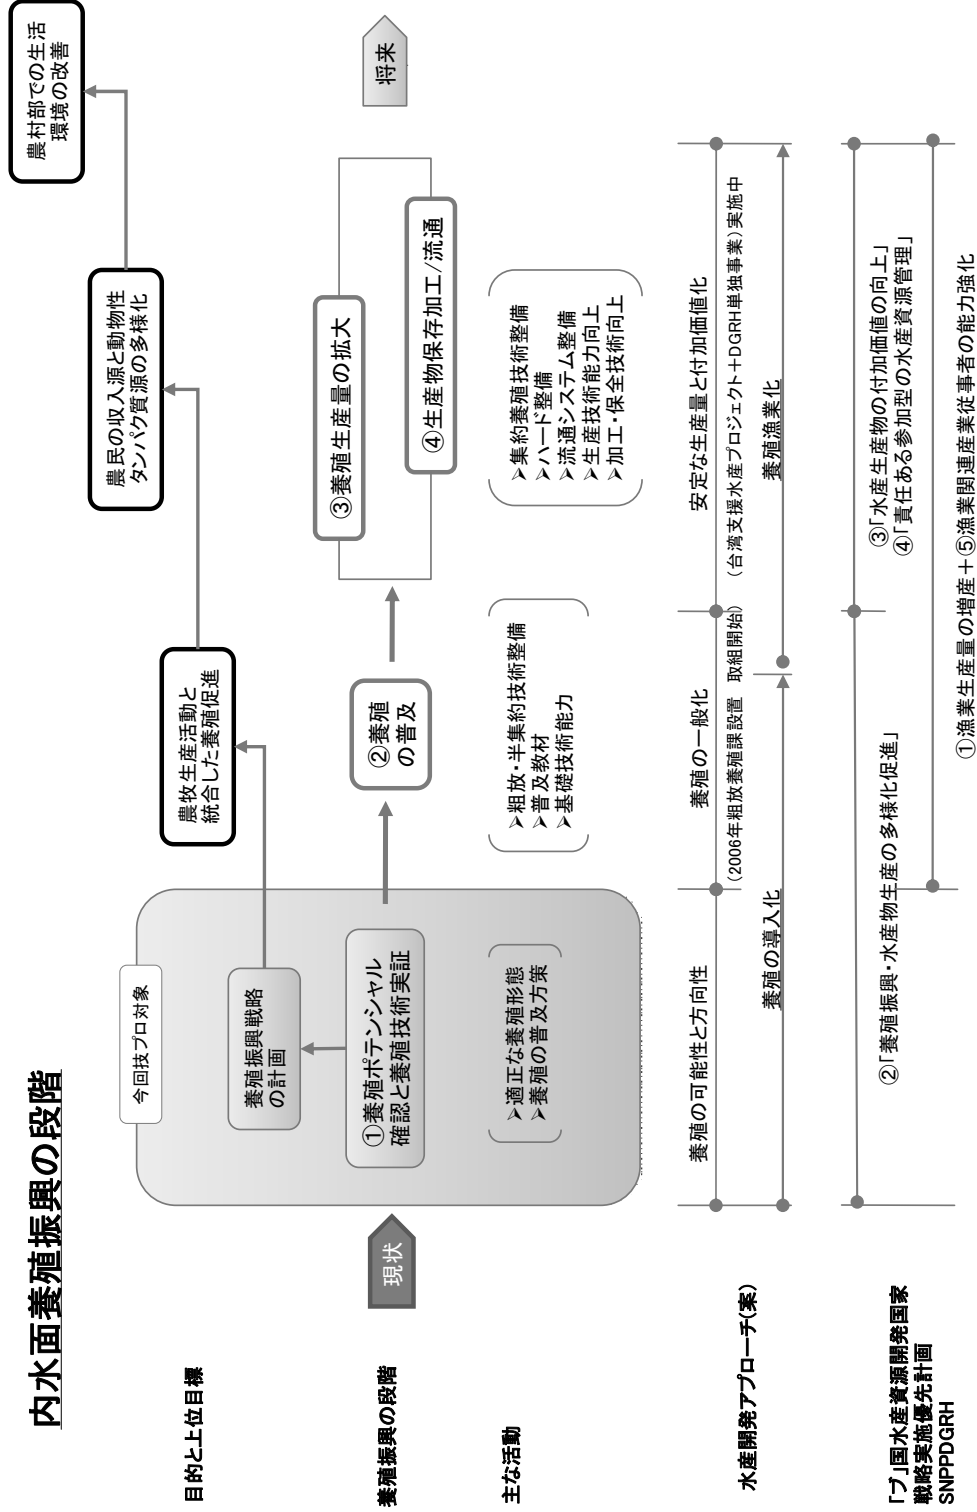 内水面養殖振興の段階
目的と上位目標
今回技プロ対象
養殖振興戦略
の計画
農牧生産活動と
統合した養殖促進
農民の収入源と動物性
タンパク質源の多様化
農村部での生活
環境の改善
養殖振興の段階
現状
①養殖ポテンシャル
確認と養殖技術実証
②養殖
の普及
③養殖生産量の拡大
④生産物保存加工/流通
将来
主な活動
➢適正な養殖形態
➢養殖の普及方策
➢粗放・半集約技術整備
➢普及教材
➢基礎技術能力
➢集約養殖技術整備
➢ハード整備
➢流通システム整備
➢生産技術能力向上
➢加工・保全技術向上
水産開発アプローチ(案)
養殖の可能性と方向性
養殖の一般化
安定な生産量と付加価値化
(2006年粗放養殖課設置 取組開始)
(台湾支援水産プロジェクト+DGRH単独事業)実施中
養殖の導入化
養殖漁業化
「ブ」国水産資源開発国家
戦略実施優先計画
SNPPDGRH
②「養殖振興・水産物生産の多様化促進」
③「水産生産物の付加価値の向上」
④「責任ある参加型の水産資源管理」
①漁業生産量の増産+⑤漁業関連産業従事者の能力強化